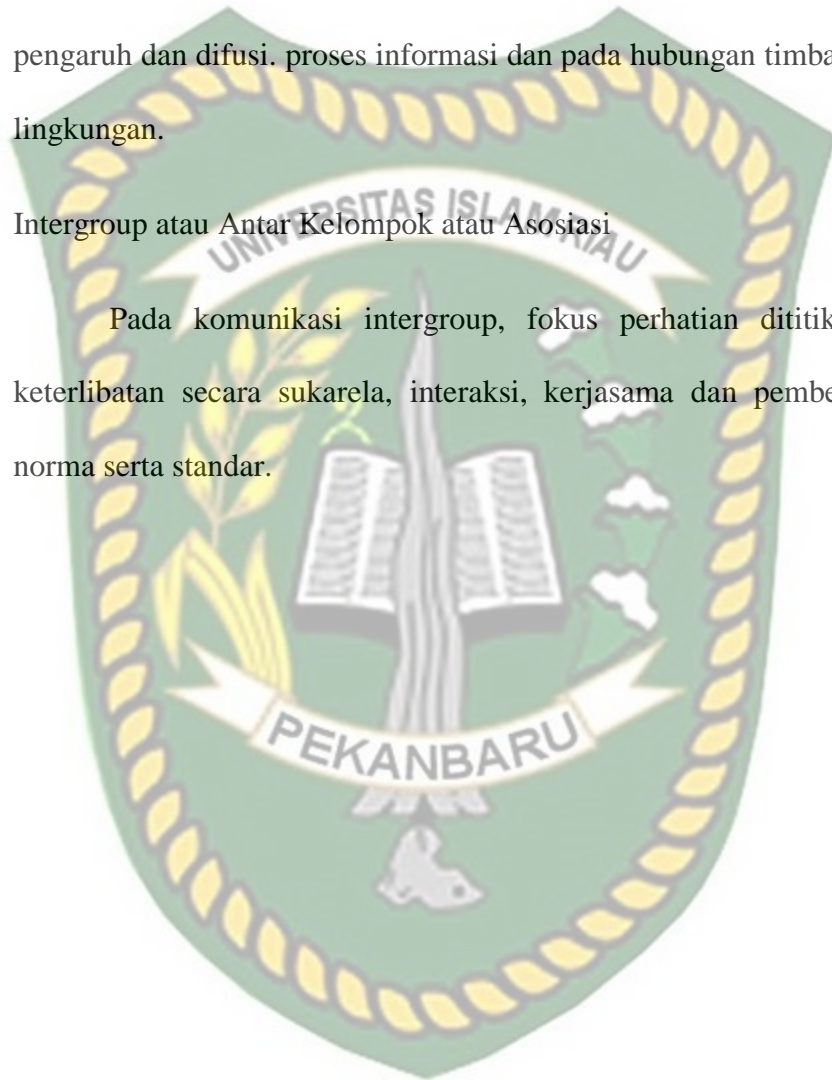 pengaruh dan difusi. proses informasi dan pada hubungan timba
lingkungan.
UNIVERSITAS ISLAM RIAU
Intergroup atau Antar Kelompok atau Asosiasi
Pada komunikasi intergroup, fokus perhatian dititik
keterlibatan secara sukarela, interaksi, kerjasama dan pembe
norma serta standar.
PEKANBARU